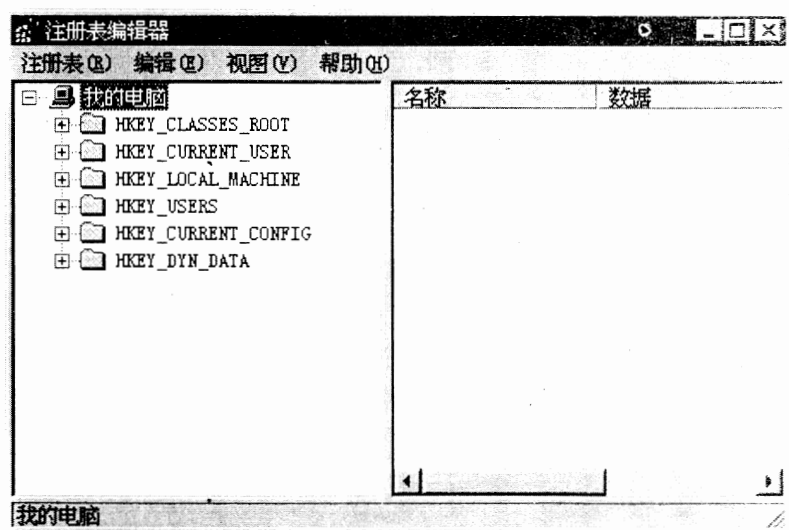 注册表编辑器
注册表(R) 编辑(E) 视图(V) 帮助(H)
我的电脑
名称 数据
HKEY_CLASSES_ROOT
HKEY_CURRENT_USER
HKEY_LOCAL_MACHINE
HKEY_USERS
HKEY_CURRENT_CONFIG
HKEY_DYN_DATA
我的电脑